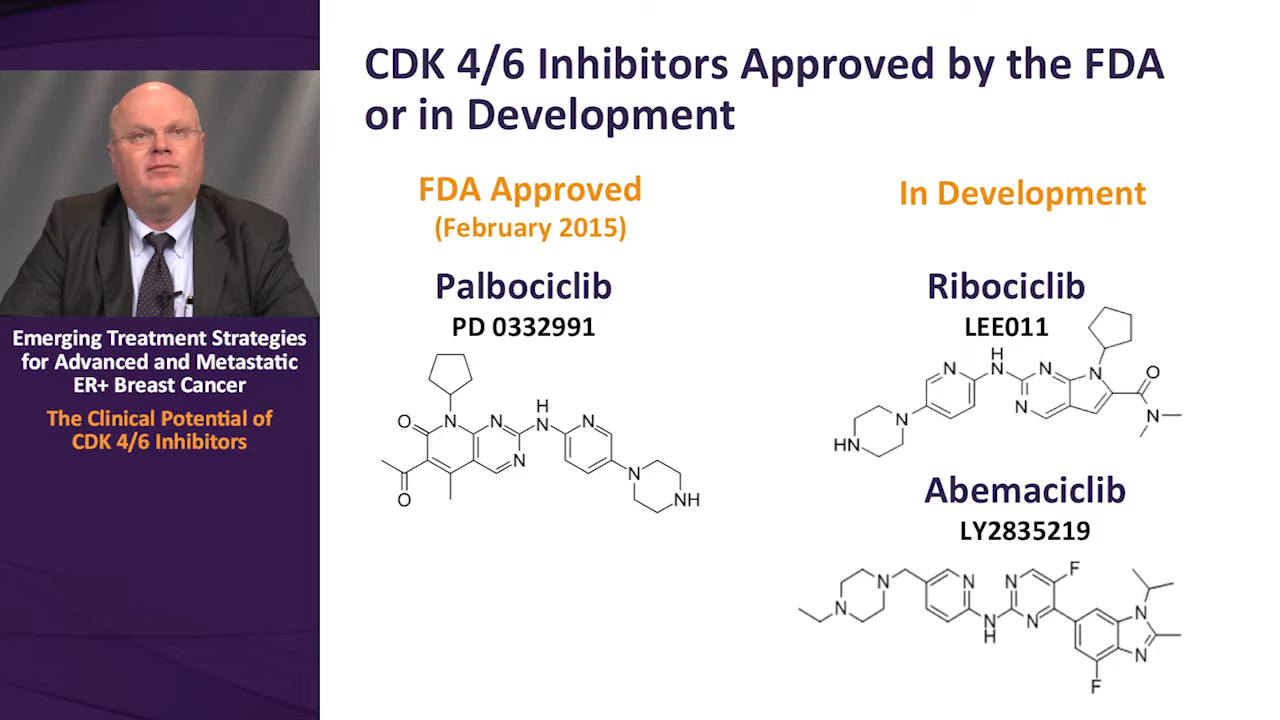 CDK 4/6 Inhibitors Approved by the FDA
or in Development
FDA Approved
(February 2015)
Palbociclib
PD 0332991
O
N
N
H
N
N
N
O
N
NH
In Development
Ribociclib
LEE011
H
N
N
N
N
N
O
N
N
HN
Abemaciclib
LY2835219
N
N
N
N
F
N
N
H
N
N
N
F
Emerging Treatment Strategies
for Advanced and Metastatic
ER+ Breast Cancer
The Clinical Potential of
CDK 4/6 Inhibitors